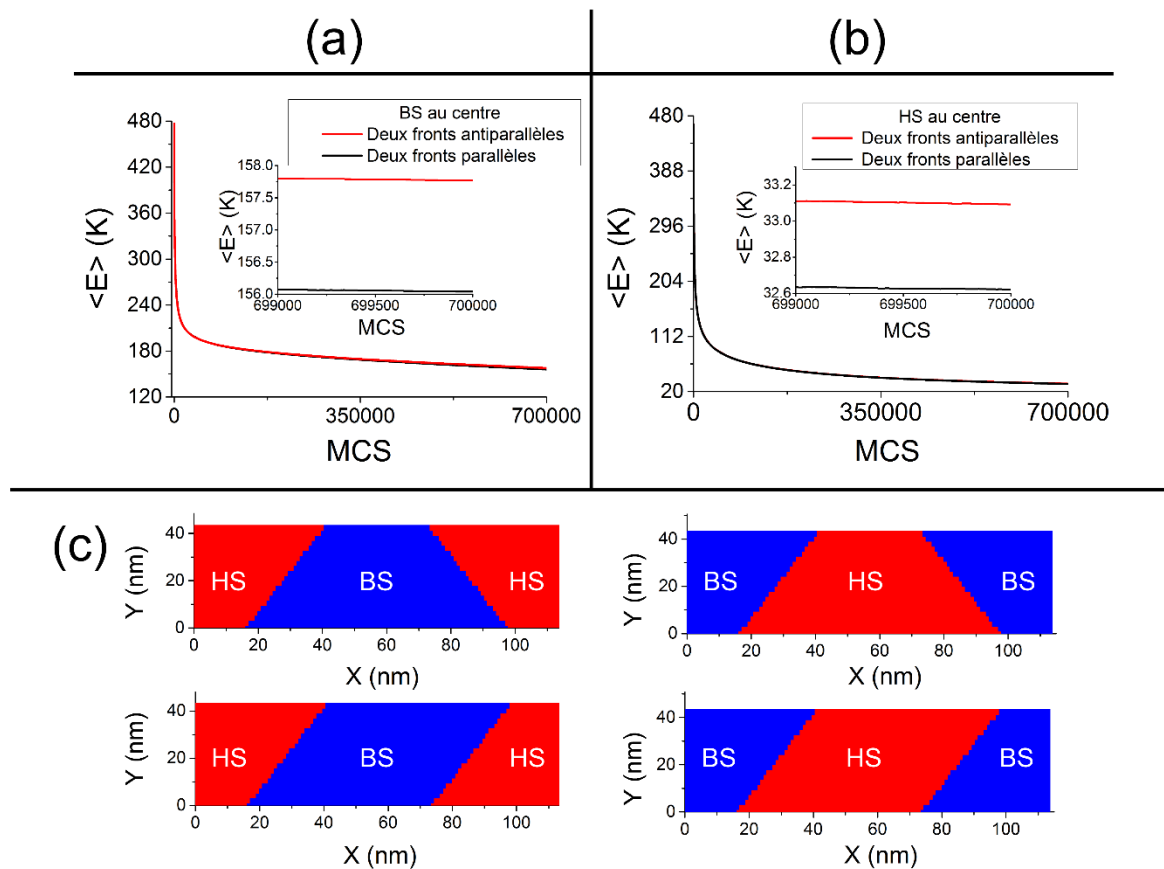 (a)
(b)
BS au centre
Deux fronts antiparallèles
Deux fronts parallèles
480
420
360
300
240
180
120
<E> (K)
158.0
157.5
157.0
156.5
156.0
<E> (K)
699000
699500
700000
MCS
0
350000
700000
MCS
HS au centre
Deux fronts antiparallèles
Deux fronts parallèles
480
388
296
204
112
20
<E> (K)
33.2
33.0
32.8
32.6
<E> (K)
699000
699500
700000
MCS
0
350000
700000
MCS
(c)
40
20
0
Y (nm)
HS
BS
HS
0
20
40
60
80
100
X (nm)
40
20
0
Y (nm)
BS
HS
BS
0
20
40
60
80
100
X (nm)
40
20
0
Y (nm)
HS
BS
HS
0
20
40
60
80
100
X (nm)
40
20
0
Y (nm)
BS
HS
BS
0
20
40
60
80
100
X (nm)